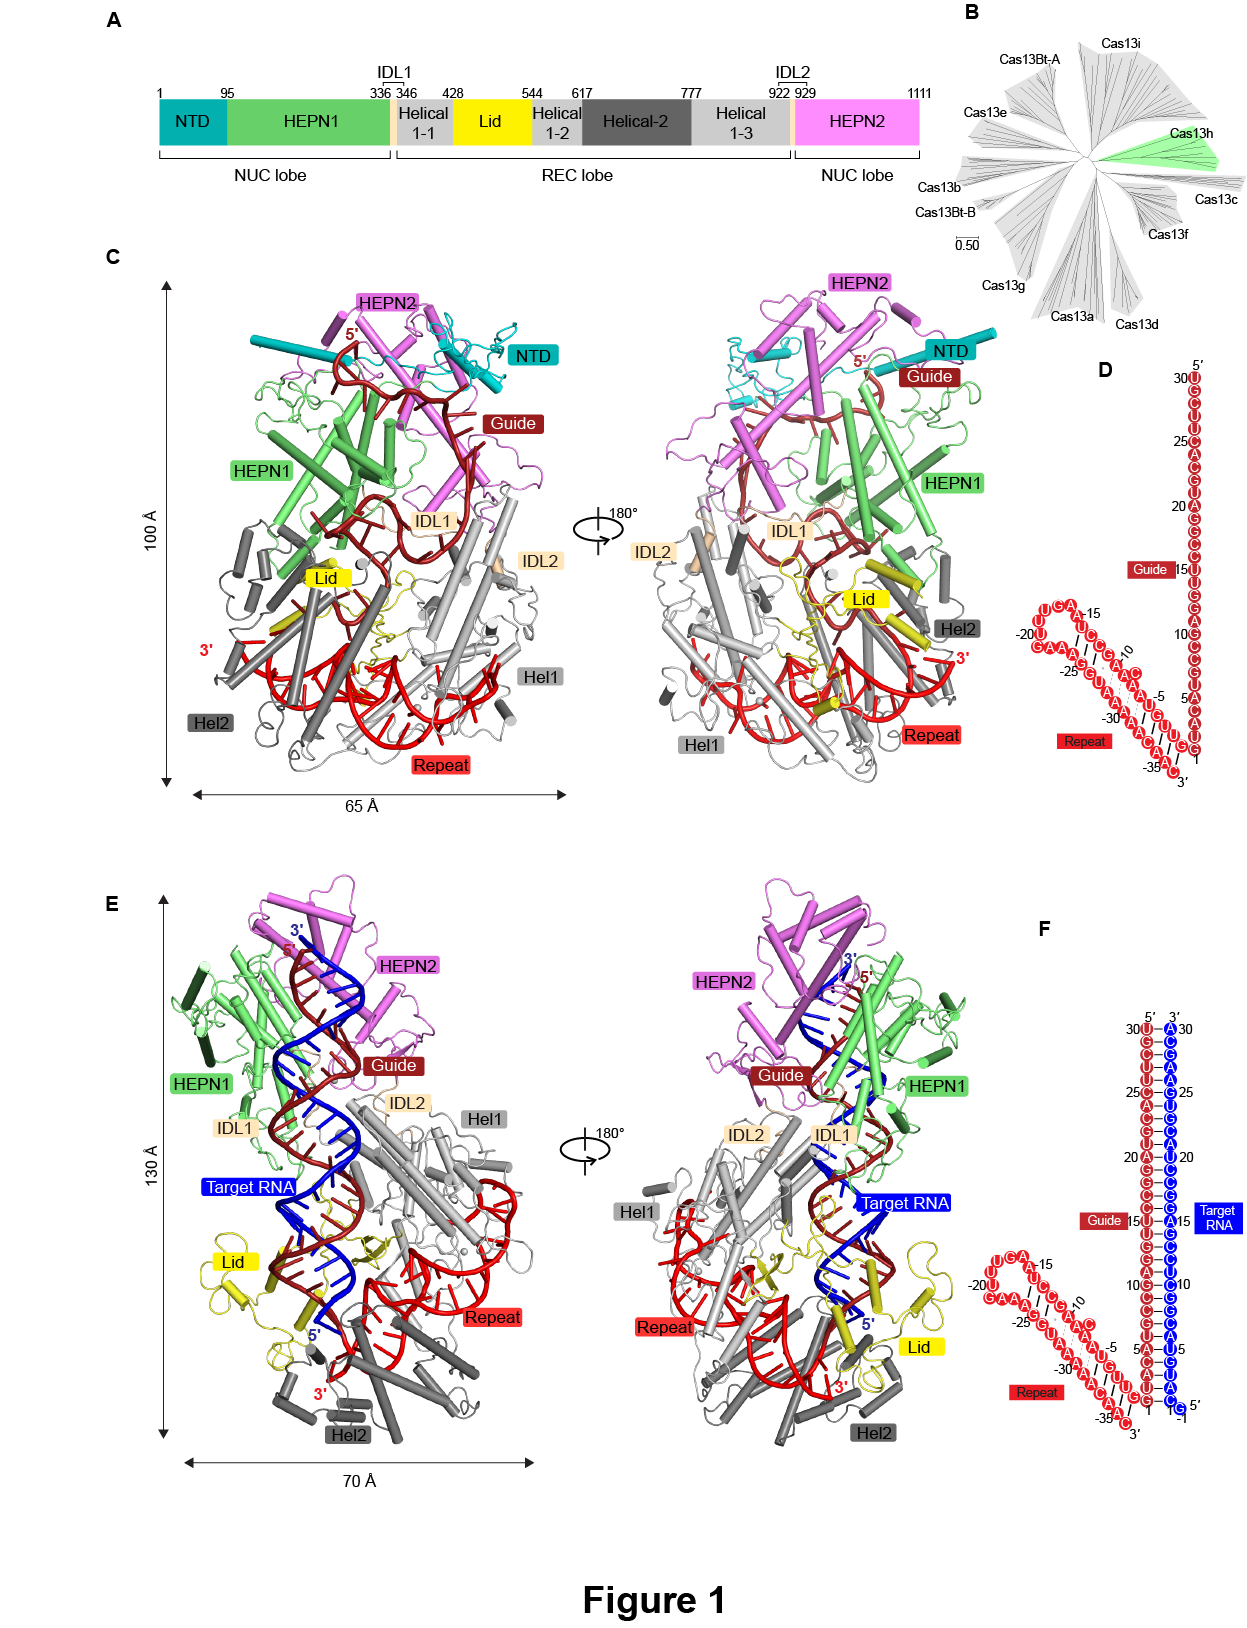 A
B
IDL1
IDL2
1
95
336
346
428
544
617
777
922
929
1111
NTD
HEPN1
Helical
1-1
Lid
Helical
1-2
Helical-2
Helical
1-3
HEPN2
NUC lobe
REC lobe
NUC lobe
Cas13i
Cas13Bt-A
Cas13e
Cas13h
Cas13b
Cas13c
Cas13Bt-B
Cas13f
0.50
Cas13g
Cas13a
Cas13d
C
100 Å
65 Å
HEPN2
5'
NTD
Guide
HEPN1
IDL1
IDL2
Lid
3'
Hel1
Hel2
Repeat
180°
HEPN2
NTD
5'
Guide
HEPN1
IDL1
IDL2
Lid
Hel2
3'
Hel1
Repeat
D
5′
30
25
20
Guide
15
10
5
1
-15
-20
-25
-10
-5
-30
-35
Repeat
3′
E
130 Å
70 Å
3'
5'
HEPN2
Guide
HEPN1
IDL2
IDL1
Hel1
Target RNA
Lid
Repeat
5'
3'
Hel2
180°
3'
5'
HEPN2
Guide
HEPN1
IDL2
IDL1
Target RNA
Hel1
Repeat
5'
Lid
3'
Hel2
F
5′ 3′
30 30
25 25
20 20
Guide 15 15 Target
RNA
10 10
5 5
1 1
-1
5′
-15
-20
-25
-10
-5
-30
-35
Repeat
3′
Figure 1